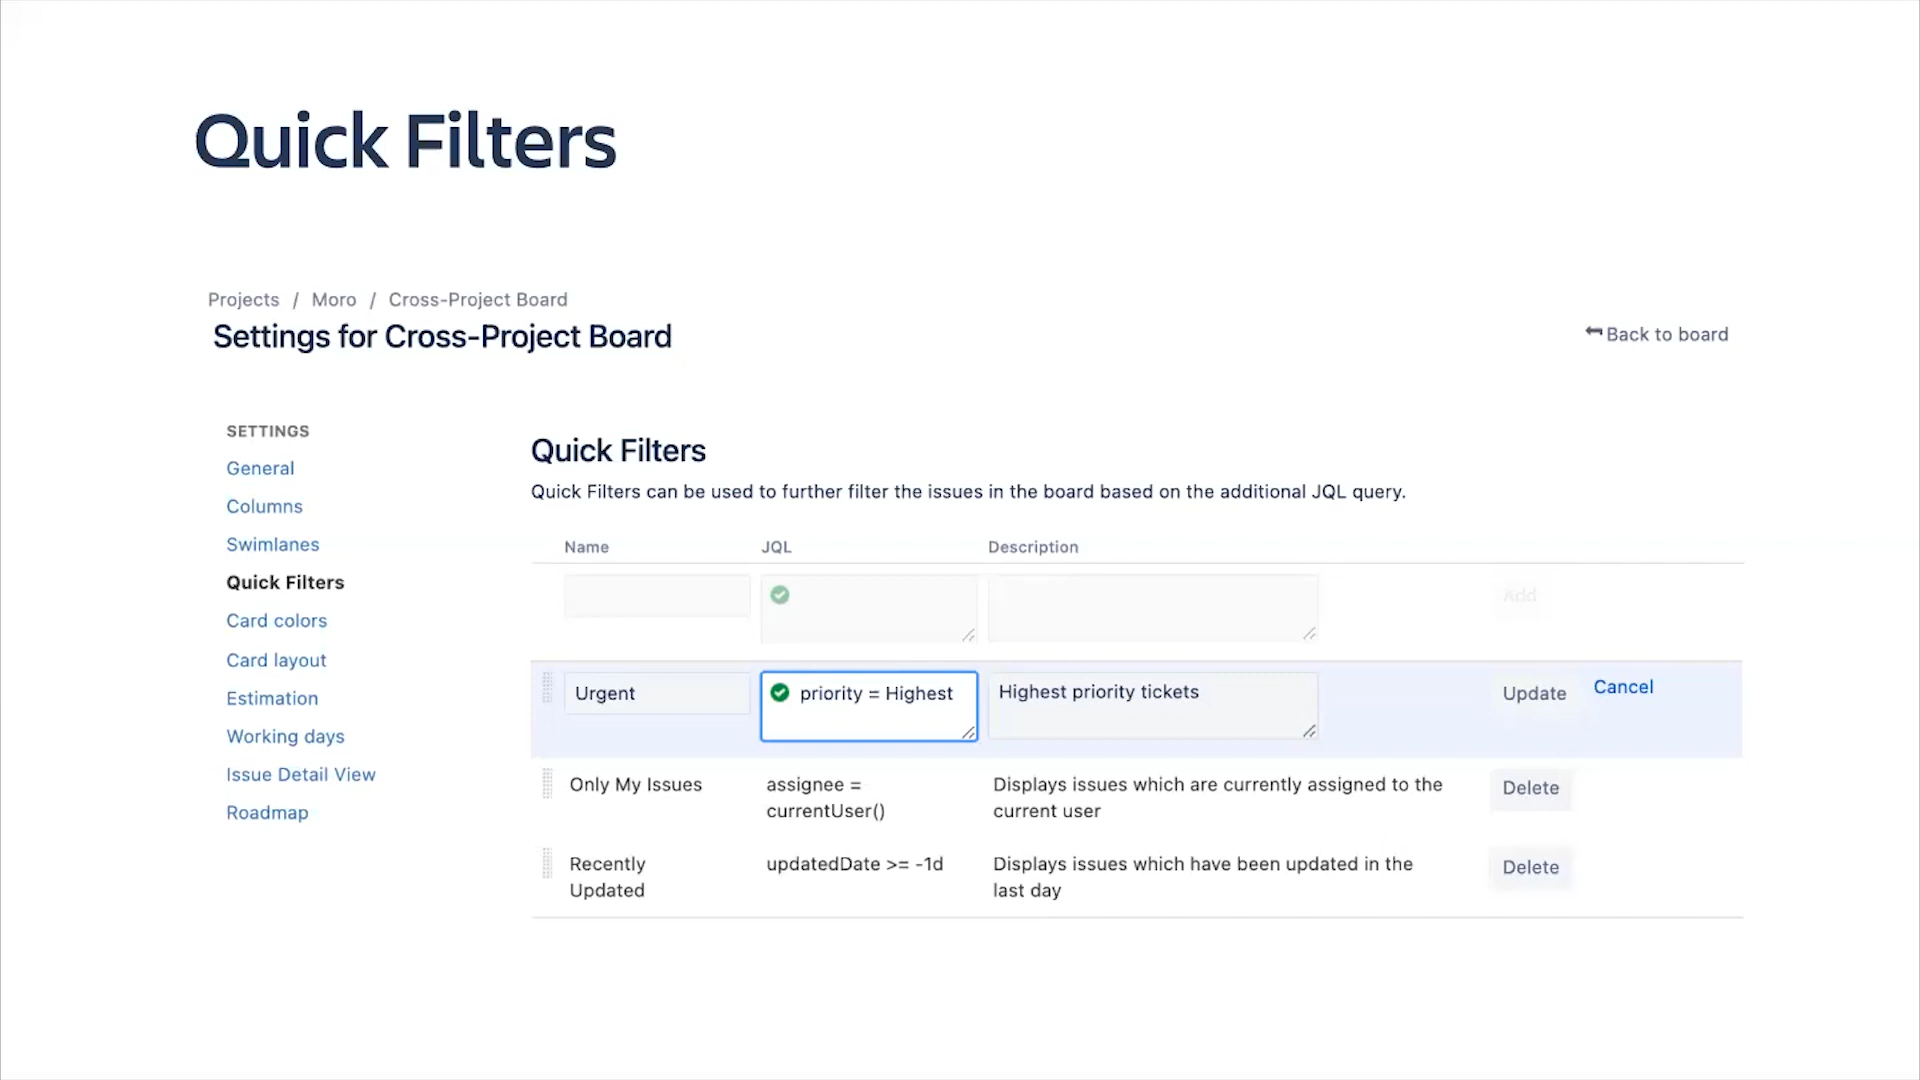 Quick Filters
Projects / Moro / Cross-Project Board
Settings for Cross-Project Board
Back to board
SETTINGS
General
Columns
Swimlanes
Quick Filters
Card colors
Card layout
Estimation
Working days
Issue Detail View
Roadmap
Quick Filters
Quick Filters can be used to further filter the issues in the board based on the additional JQL query.
Name JQL Description
Add
Urgent priority = Highest Highest priority tickets Update Cancel
Only My Issues assignee = Displays issues which are currently assigned to the Delete
currentUser() current user
Recently updatedDate >= -1d Displays issues which have been updated in the Delete
Updated last day